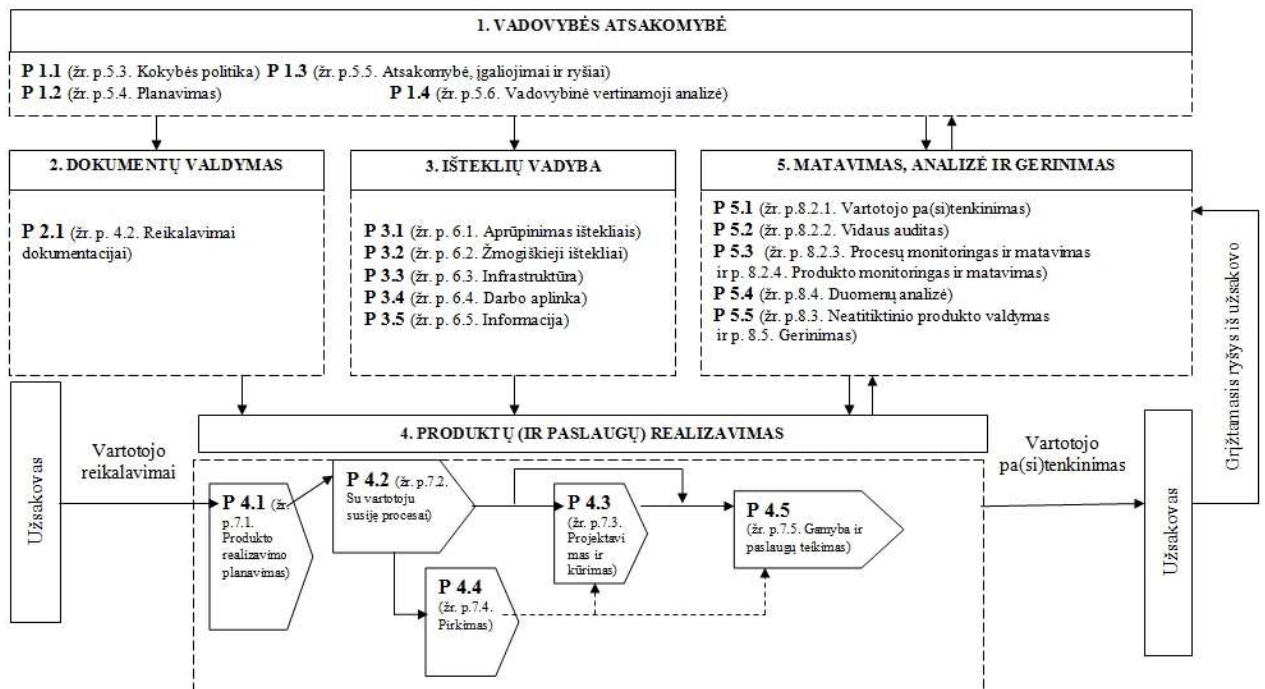 1. VADOVYBĖS ATSAKOMYBĖ
P 1.1 (žr. p.5.3. Kokybės politika) P 1.3 (žr. p.5.5. Atsakomybė, įgaliojimai ir ryšiai)
P 1.2 (žr. p.5.4. Planavimas) P 1.4 (žr. p.5.6. Vadovybinė vertinamoji analizė)
2. DOKUMENTŲ VALDYMAS
P 2.1 (žr. p. 4.2. Reikalavimai
dokumentacijai)
3. IŠTEKLIŲ VADYBA
P 3.1 (žr. p. 6.1. Aprūpinimas ištekliais)
P 3.2 (žr. p. 6.2. Žmogiškieji ištekliai)
P 3.3 (žr. p. 6.3. Infrastruktūra)
P 3.4 (žr. p. 6.4. Darbo aplinka)
P 3.5 (žr. p. 6.5. Informacija)
5. MATAVIMAS, ANALIZĖ IR GERINIMAS
P 5.1 (žr. p.8.2.1. Vartotojo pa(si)tenkinimas)
P 5.2 (žr. p.8.2.2. Vidaus auditas)
P 5.3 (žr. p.8.2.3. Procesų monitoringas ir matavimas
ir p. 8.2.4. Produkto monitoringas ir matavimas)
P 5.4 (žr. p.8.4. Duomenų analizė)
P 5.5 (žr. p.8.3. Neatitiktinio produkto valdymas
ir p. 8.5. Gerinimas)
Grįžtamasis ryšys iš užsakovo
Užsakovas
Vartotojo
reikalavimai
4. PRODUKTŲ (IR PASLAUGŲ) REALIZAVIMAS
P 4.1 (žr.
p.7.1.
Produkto
realizavimo
planavimas)
P 4.2 (žr. p.7.2.
Su vartotoju
susiję procesai)
P 4.3
(žr. p.7.3.
Projektavi
mas ir
kūrimas)
P 4.4
(žr. p.7.4.
Pirkimas)
P 4.5
(žr. p.7.5. Gamyba ir
paslaugų teikimas)
Vartotojo
pa(si)tenkinimas
Užsakovas